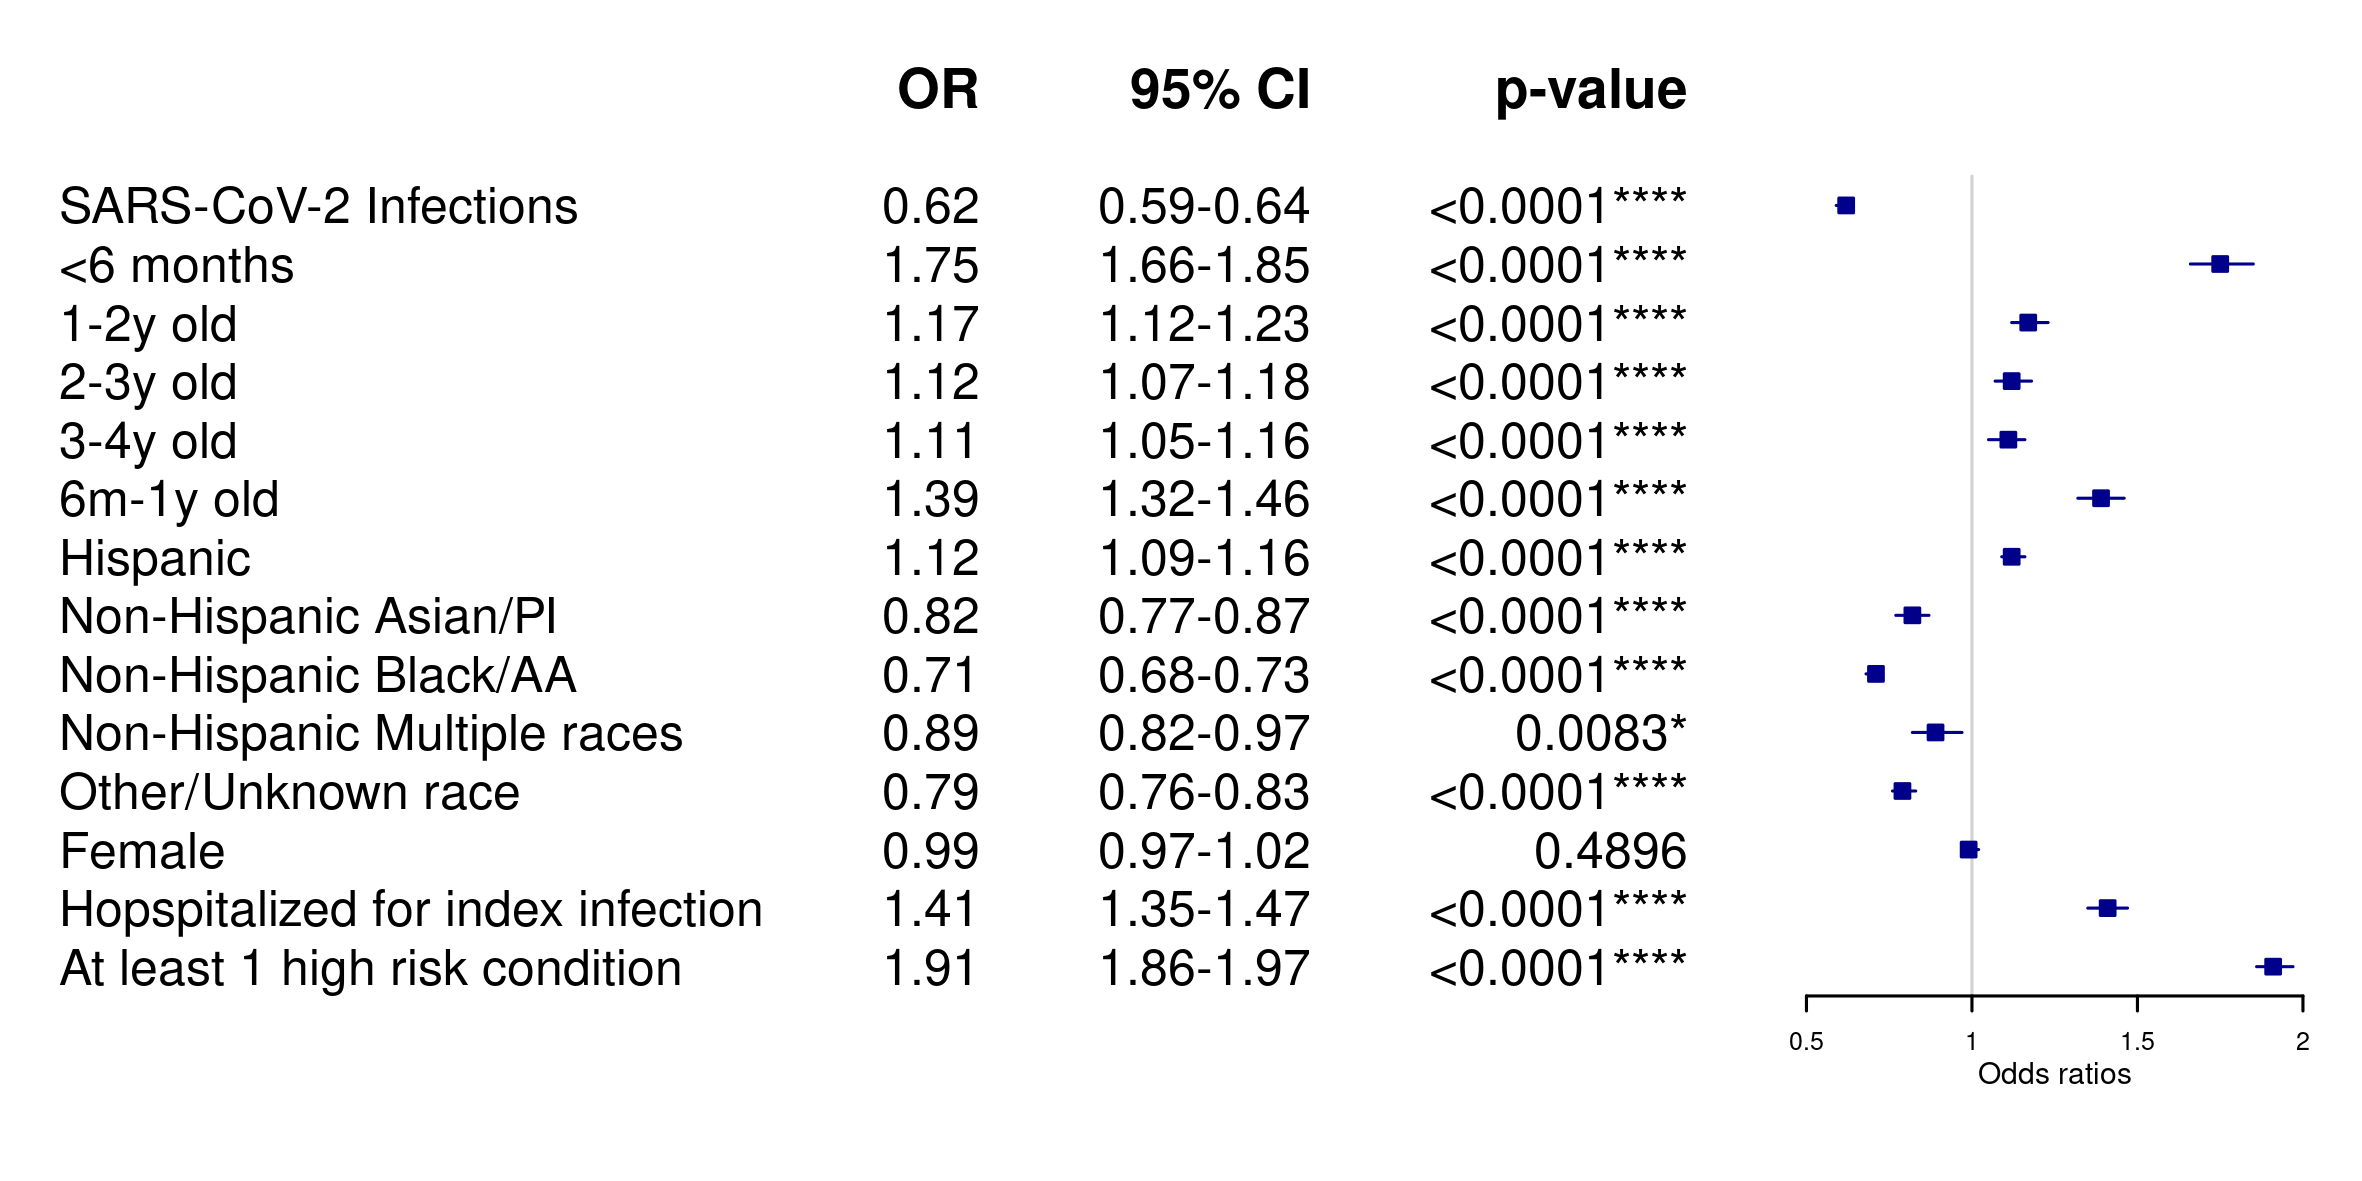 OR 95% CI p-value
SARS-CoV-2 Infections 0.62 0.59-0.64 <0.0001****
<6 months 1.75 1.66-1.85 <0.0001****
1-2y old 1.17 1.12-1.23 <0.0001****
2-3y old 1.12 1.07-1.18 <0.0001****
3-4y old 1.11 1.05-1.16 <0.0001****
6m-1y old 1.39 1.32-1.46 <0.0001****
Hispanic 1.12 1.09-1.16 <0.0001****
Non-Hispanic Asian/PI 0.82 0.77-0.87 <0.0001****
Non-Hispanic Black/AA 0.71 0.68-0.73 <0.0001****
Non-Hispanic Multiple races 0.89 0.82-0.97 0.0083*
Other/Unknown race 0.79 0.76-0.83 <0.0001****
Female 0.99 0.97-1.02 0.4896
Hopspitalized for index infection 1.41 1.35-1.47 <0.0001****
At least 1 high risk condition 1.91 1.86-1.97 <0.0001****
0.5 1 1.5 2
Odds ratios